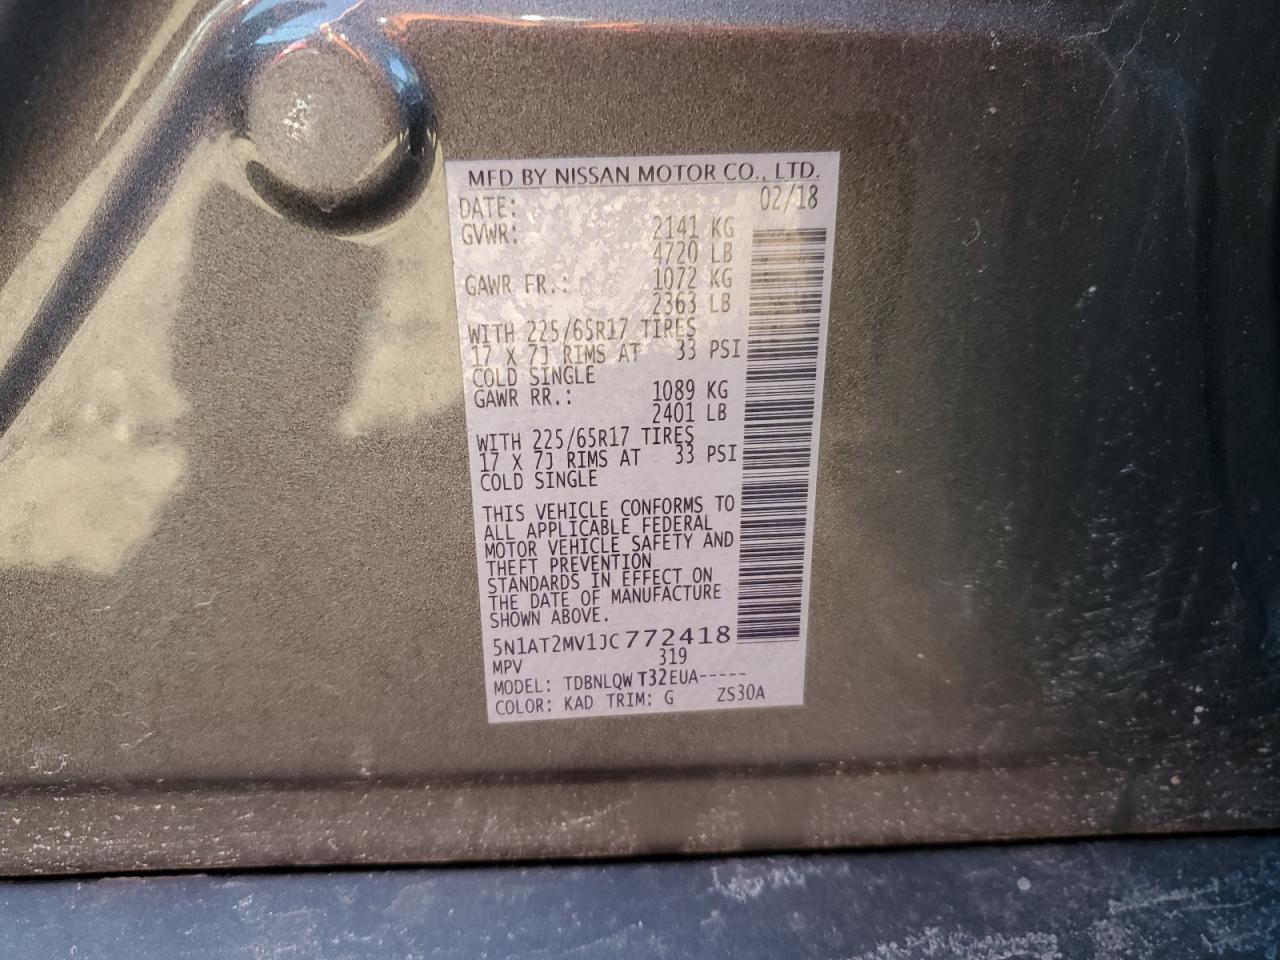 MFD BY NISSAN MOTOR CO., LTD.
DATE: 02/18
GVWR: 2141 KG
4720 LB
GAWR FR.: 1072 KG
2363 LB
WITH 225/65R17 TIRES
17 X 7J RIMS AT 33 PSI
COLD SINGLE
GAWR RR.: 1089 KG
2401 LB
WITH 225/65R17 TIRES
17 X 7J RIMS AT 33 PSI
COLD SINGLE
THIS VEHICLE CONFORMS TO
ALL APPLICABLE FEDERAL
MOTOR VEHICLE SAFETY AND
THEFT PREVENTION
STANDARDS IN EFFECT ON
THE DATE OF MANUFACTURE
SHOWN ABOVE.
5N1AT2MV1JC772418
MPV 319
MODEL: TDBNLQW T32EUA-----
COLOR: KAD TRIM: G ZS30A